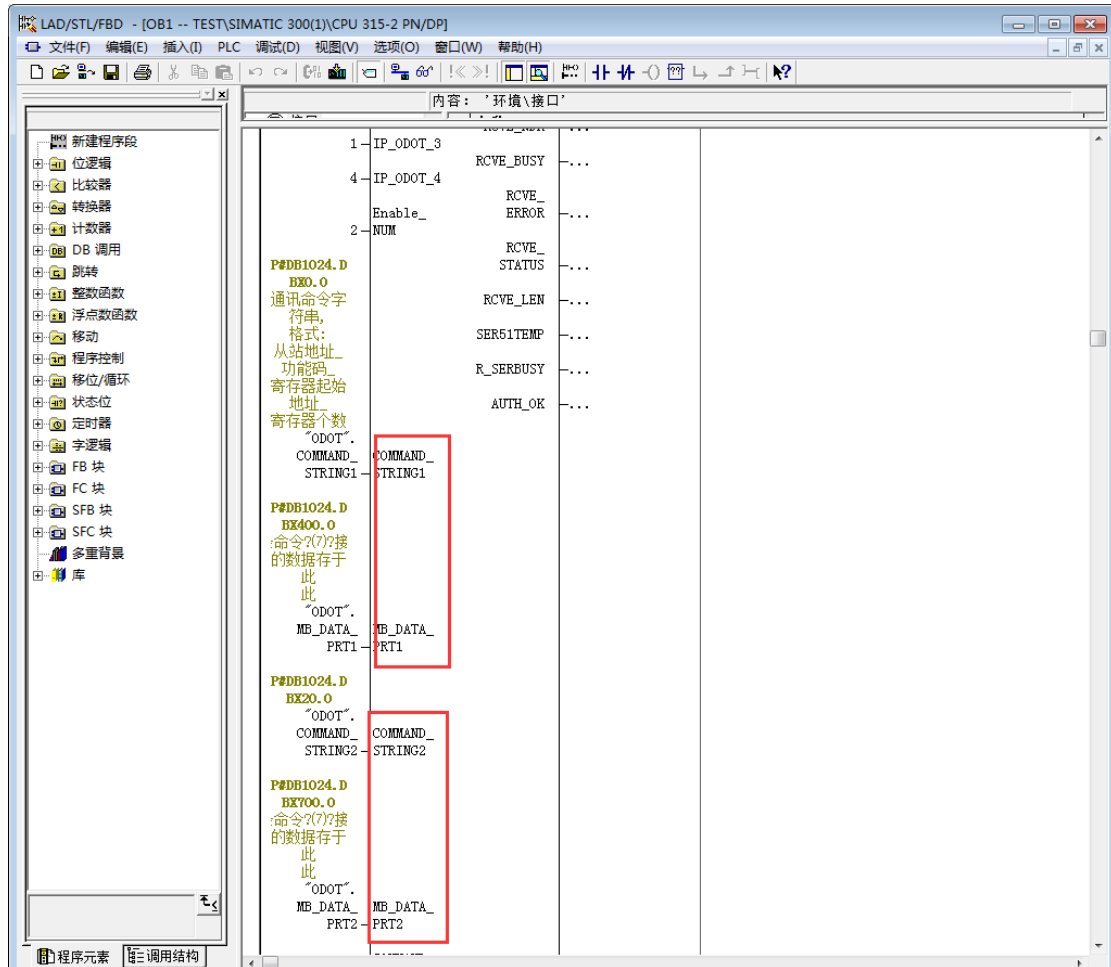 LAD/STL/FBD - [OB1 -- TEST\SIMATIC 300(1)\CPU 315-2 PN/DP]
文件(F) 编辑(E) 插入(I) PLC 调试(D) 视图(V) 选项(O) 窗口(W) 帮助(H)
内容: '环境\接口'
新建程序段
位逻辑
比较器
转换器
计数器
DB 调用
跳转
整数函数
浮点数函数
移动
程序控制
移位/循环
状态位
定时器
字逻辑
FB 块
FC 块
SFB 块
SFC 块
多重背景
库
程序元素
调用结构
1 IP_ODOT_3
4 IP_ODOT_4
Enable_
2 NUM
RCVE_BUSY ...
RCVE_
ERROR ...
RCVE_
STATUS ...
RCVE_LEN ...
SER51TEMP ...
R_SERBUSY ...
AUTH_OK ...
P#DB1024.D
BX0.0
通讯命令字
符串,
格式:
从站地址_
功能码_
寄存器起始
地址_
寄存器个数
"ODOT".
COMMAND_ COMMAND_
STRING1 STRING1
P#DB1024.D
BX400.0
命令?(7)?接
的数据存于
此
此
"ODOT".
MB_DATA_ MB_DATA_
PRT1 PRT1
P#DB1024.D
BX20.0
"ODOT".
COMMAND_ COMMAND_
STRING2 STRING2
P#DB1024.D
BX700.0
命令?(7)?接
的数据存于
此
此
"ODOT".
MB_DATA_ MB_DATA_
PRT2 PRT2